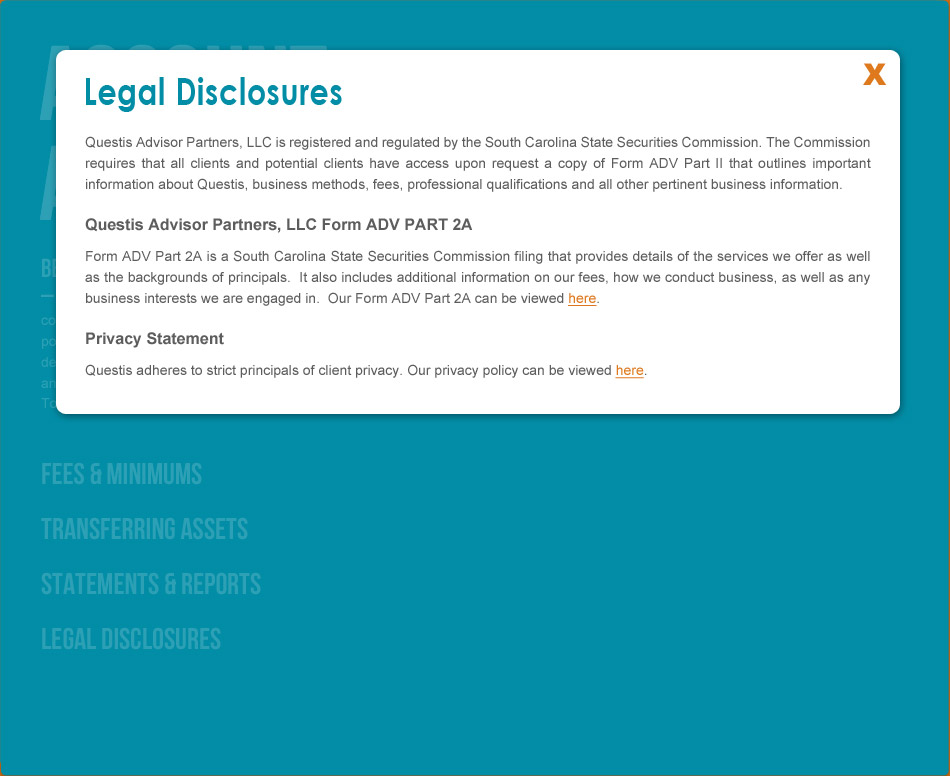 ACCOUNT
Legal Disclosures
X
Questis Advisor Partners, LLC is registered and regulated by the South Carolina State Securities Commission. The Commission
requires that all clients and potential clients have access upon request a copy of Form ADV Part II that outlines important
information about Questis, business methods, fees, professional qualifications and all other pertinent business information.
Questis Advisor Partners, LLC Form ADV PART 2A
Form ADV Part 2A is a South Carolina State Securities Commission filing that provides details of the services we offer as well
as the backgrounds of principals.  It also includes additional information on our fees, how we conduct business, as well as any
business interests we are engaged in.  Our Form ADV Part 2A can be viewed here.
Privacy Statement
Questis adheres to strict principals of client privacy. Our privacy policy can be viewed here.
FEES & MINIMUMS
TRANSFERRING ASSETS
STATEMENTS & REPORTS
LEGAL DISCLOSURES